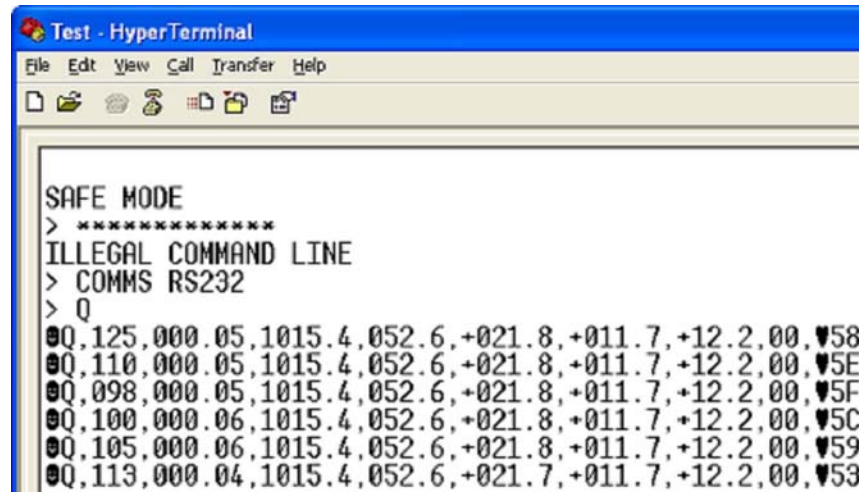 Test - HyperTerminal
File Edit View Call Transfer Help
SAFE MODE
> *************
ILLEGAL COMMAND LINE
> COMMS RS232
> Q
☻Q,125,000.05,1015.4,052.6,+021.8,+011.7,+12.2,00,♥58
☻Q,110,000.05,1015.4,052.6,+021.8,+011.7,+12.2,00,♥5E
☻Q,098,000.05,1015.4,052.6,+021.8,+011.7,+12.2,00,♥5F
☻Q,100,000.06,1015.4,052.6,+021.8,+011.7,+12.2,00,♥5C
☻Q,105,000.06,1015.4,052.6,+021.8,+011.7,+12.2,00,♥59
☻Q,113,000.04,1015.4,052.6,+021.7,+011.7,+12.2,00,♥53